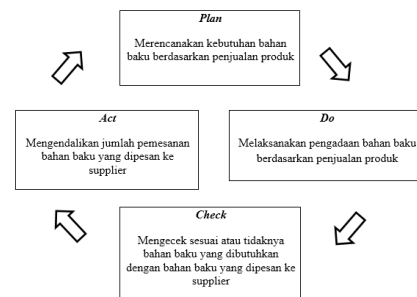 Plan
Merencanakan kebutuhan bahan
baku berdasarkan penjualan produk
Do
Melaksanakan pengadaan bahan baku
berdasarkan penjualan produk
Check
Mengecek sesuai atau tidaknya
bahan baku yang dibutuhkan
dengan bahan baku yang dipesan ke
supplier
Act
Mengendalikan jumlah pemesanan
bahan baku yang dipesan ke
supplier